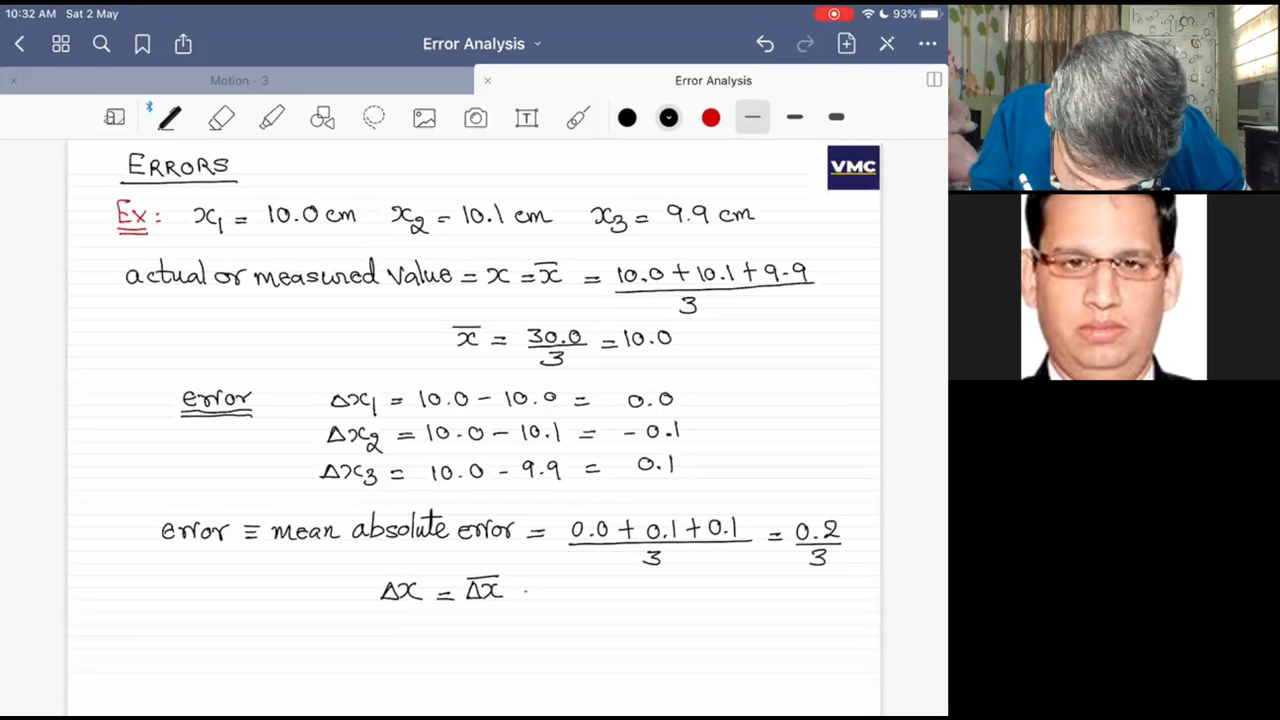 10:32 AM Sat 2 May 93%
Error Analysis
Motion - 3 Error Analysis
ERRORS
VMC
Ex: x₁ = 10.0 cm x₂ = 10.1 cm x₃ = 9.9 cm
actual or measured value = x = x̅ = (10.0 + 10.1 + 9.9)/3
x̅ = 30.0/3 = 10.0
error Δx₁ = 10.0 - 10.0 = 0.0
Δx₂ = 10.0 - 10.1 = - 0.1
Δx₃ = 10.0 - 9.9 = 0.1
error ≡ mean absolute error = (0.0 + 0.1 + 0.1)/3 = 0.2/3
Δx = Δx̅